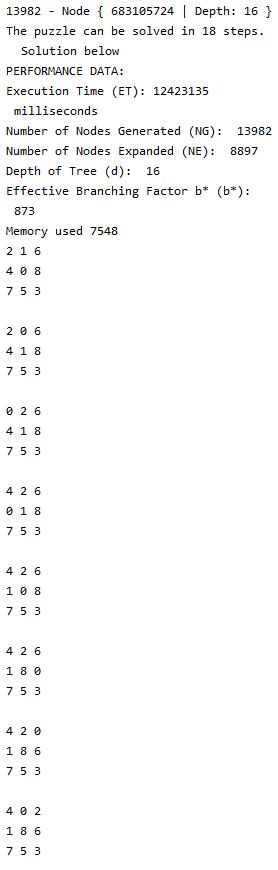 13982 - Node { 683105724 | Depth: 16 }
The puzzle can be solved in 18 steps.
Solution below
PERFORMANCE DATA:
Execution Time (ET): 12423135
milliseconds
Number of Nodes Generated (NG):  13982
Number of Nodes Expanded (NE):  8897
Depth of Tree (d):  16
Effective Branching Factor b* (b*):
873
Memory used 7548
2 1 6
4 0 8
7 5 3
2 0 6
4 1 8
7 5 3
0 2 6
4 1 8
7 5 3
4 2 6
0 1 8
7 5 3
4 2 6
1 0 8
7 5 3
4 2 6
1 8 0
7 5 3
4 2 0
1 8 6
7 5 3
4 0 2
1 8 6
7 5 3